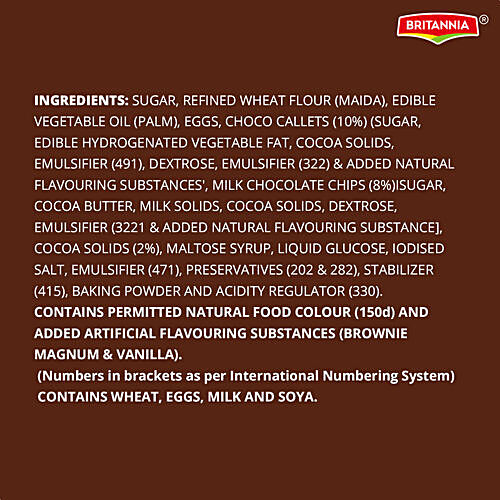 BRITANNIA ®
INGREDIENTS: SUGAR, REFINED WHEAT FLOUR (MAIDA), EDIBLE
VEGETABLE OIL (PALM), EGGS, CHOCO CALLETS (10%) (SUGAR,
EDIBLE HYDROGENATED VEGETABLE FAT, COCOA SOLIDS,
EMULSIFIER (491), DEXTROSE, EMULSIFIER (322) & ADDED NATURAL
FLAVOURING SUBSTANCES', MILK CHOCOLATE CHIPS (8%)ISUGAR,
COCOA BUTTER, MILK SOLIDS, COCOA SOLIDS, DEXTROSE,
EMULSIFIER (3221 & ADDED NATURAL FLAVOURING SUBSTANCE],
COCOA SOLIDS (2%), MALTOSE SYRUP, LIQUID GLUCOSE, IODISED
SALT, EMULSIFIER (471), PRESERVATIVES (202 & 282), STABILIZER
(415), BAKING POWDER AND ACIDITY REGULATOR (330).
CONTAINS PERMITTED NATURAL FOOD COLOUR (150d) AND
ADDED ARTIFICIAL FLAVOURING SUBSTANCES (BROWNIE
MAGNUM & VANILLA).
(Numbers in brackets as per International Numbering System)
CONTAINS WHEAT, EGGS, MILK AND SOYA.